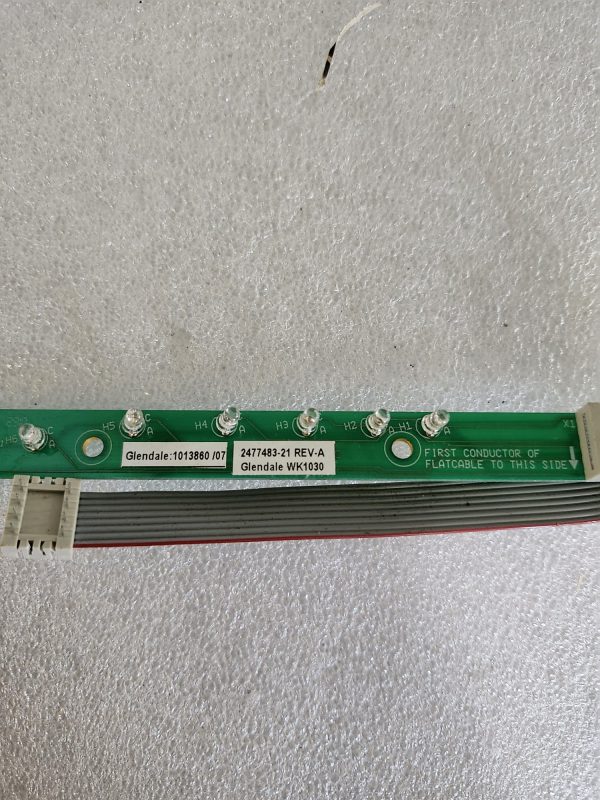 H6
C
A
H5
C
A
H4
A
H3
A
H2
H1
A
X1
Glendale:1013860 /07
2477483-21 REV-A
Glendale WK1030
FIRST CONDUCTOR OF
FLATCABLE TO THIS SIDE